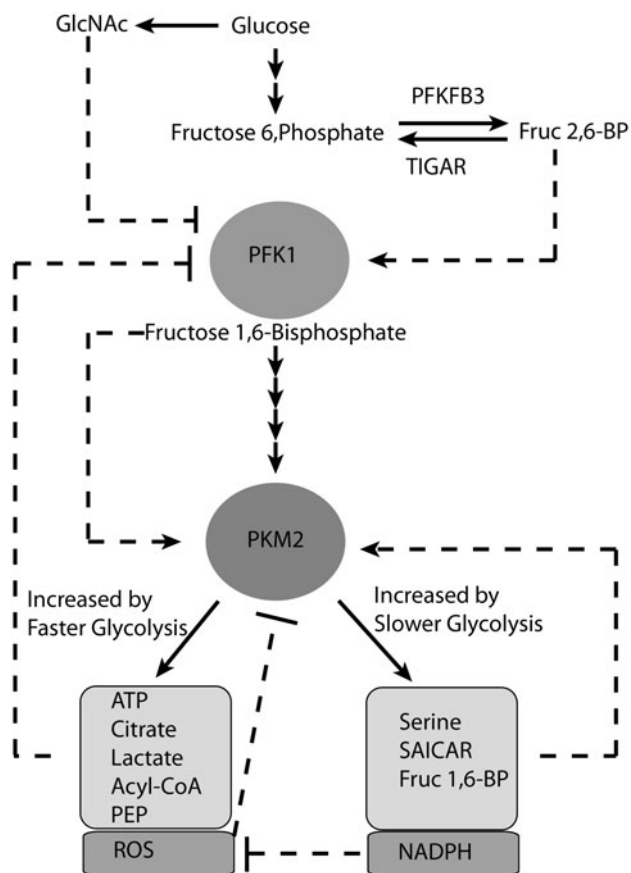 GlcNAc
Glucose
PFKFB3
Fructose 6,Phosphate
Fruc 2,6-BP
TIGAR
PFK1
Fructose 1,6-Bisphosphate
PKM2
Increased by
Faster Glycolysis
Increased by
Slower Glycolysis
ATP
Citrate
Lactate
Acyl-CoA
PEP
ROS
Serine
SAICAR
Fruc 1,6-BP
NADPH